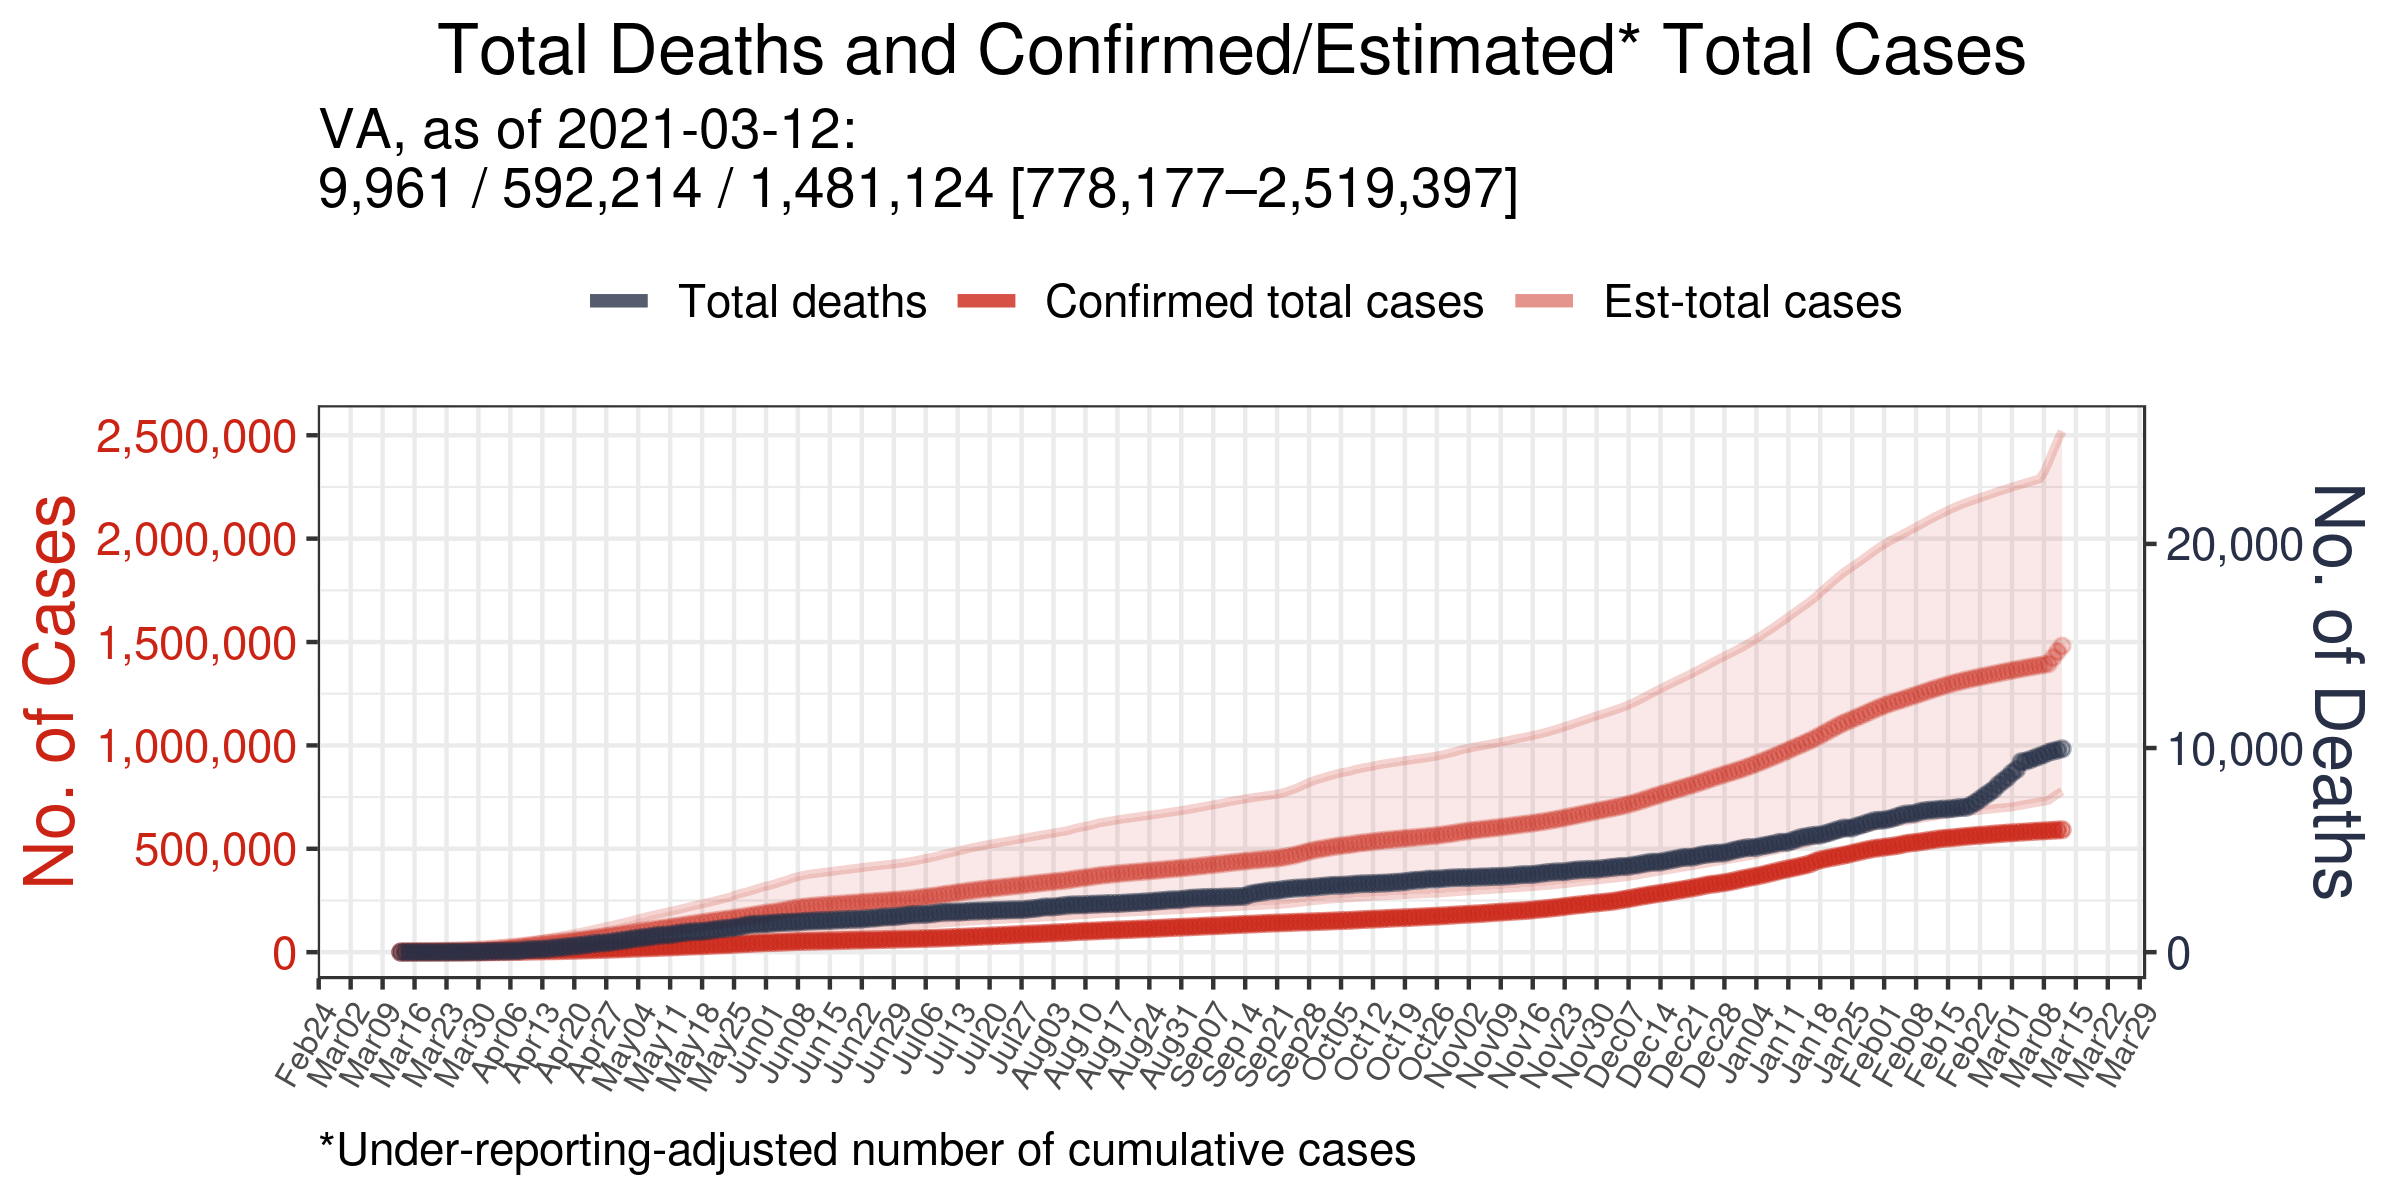 Total Deaths and Confirmed/Estimated* Total Cases
VA, as of 2021-03-12:
9,961 / 592,214 / 1,481,124 [778,177–2,519,397]
Total deaths
Confirmed total cases
Est-total cases
No. of Cases
2,500,000
2,000,000
1,500,000
1,000,000
500,000
0
20,000
10,000
0
No. of Deaths
Feb24
Mar02
Mar09
Mar16
Mar23
Mar30
Apr06
Apr13
Apr20
Apr27
May04
May11
May18
May25
Jun01
Jun08
Jun15
Jun22
Jun29
Jul06
Jul13
Jul20
Jul27
Aug03
Aug10
Aug17
Aug24
Aug31
Sep07
Sep14
Sep21
Sep28
Oct05
Oct12
Oct19
Oct26
Nov02
Nov09
Nov16
Nov23
Nov30
Dec07
Dec14
Dec21
Dec28
Jan04
Jan11
Jan18
Jan25
Feb01
Feb08
Feb15
Feb22
Mar01
Mar08
Mar15
Mar22
Mar29
*Under-reporting-adjusted number of cumulative cases